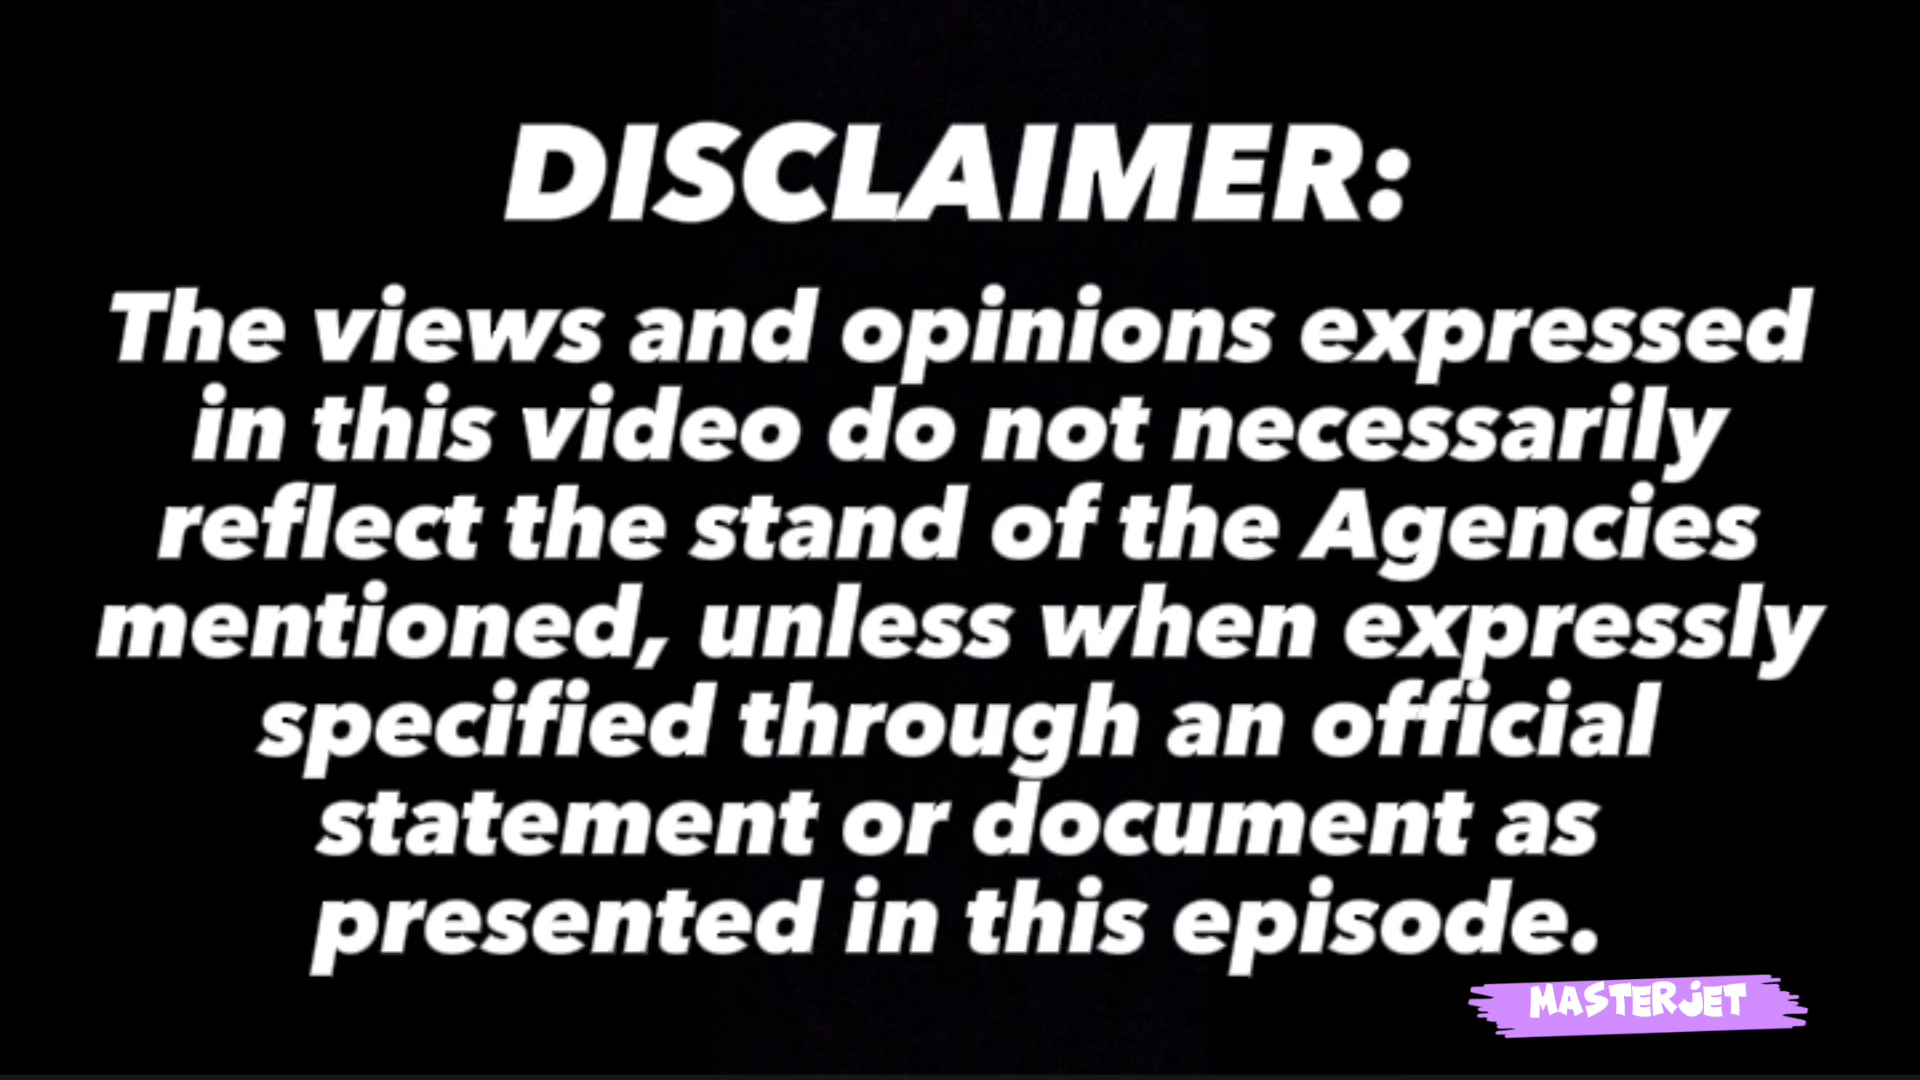 DISCLAIMER:
The views and opinions expressed
in this video do not necessarily
reflect the stand of the Agencies
mentioned, unless when expressly
specified through an official
statement or document as
presented in this episode.
MASTERJET